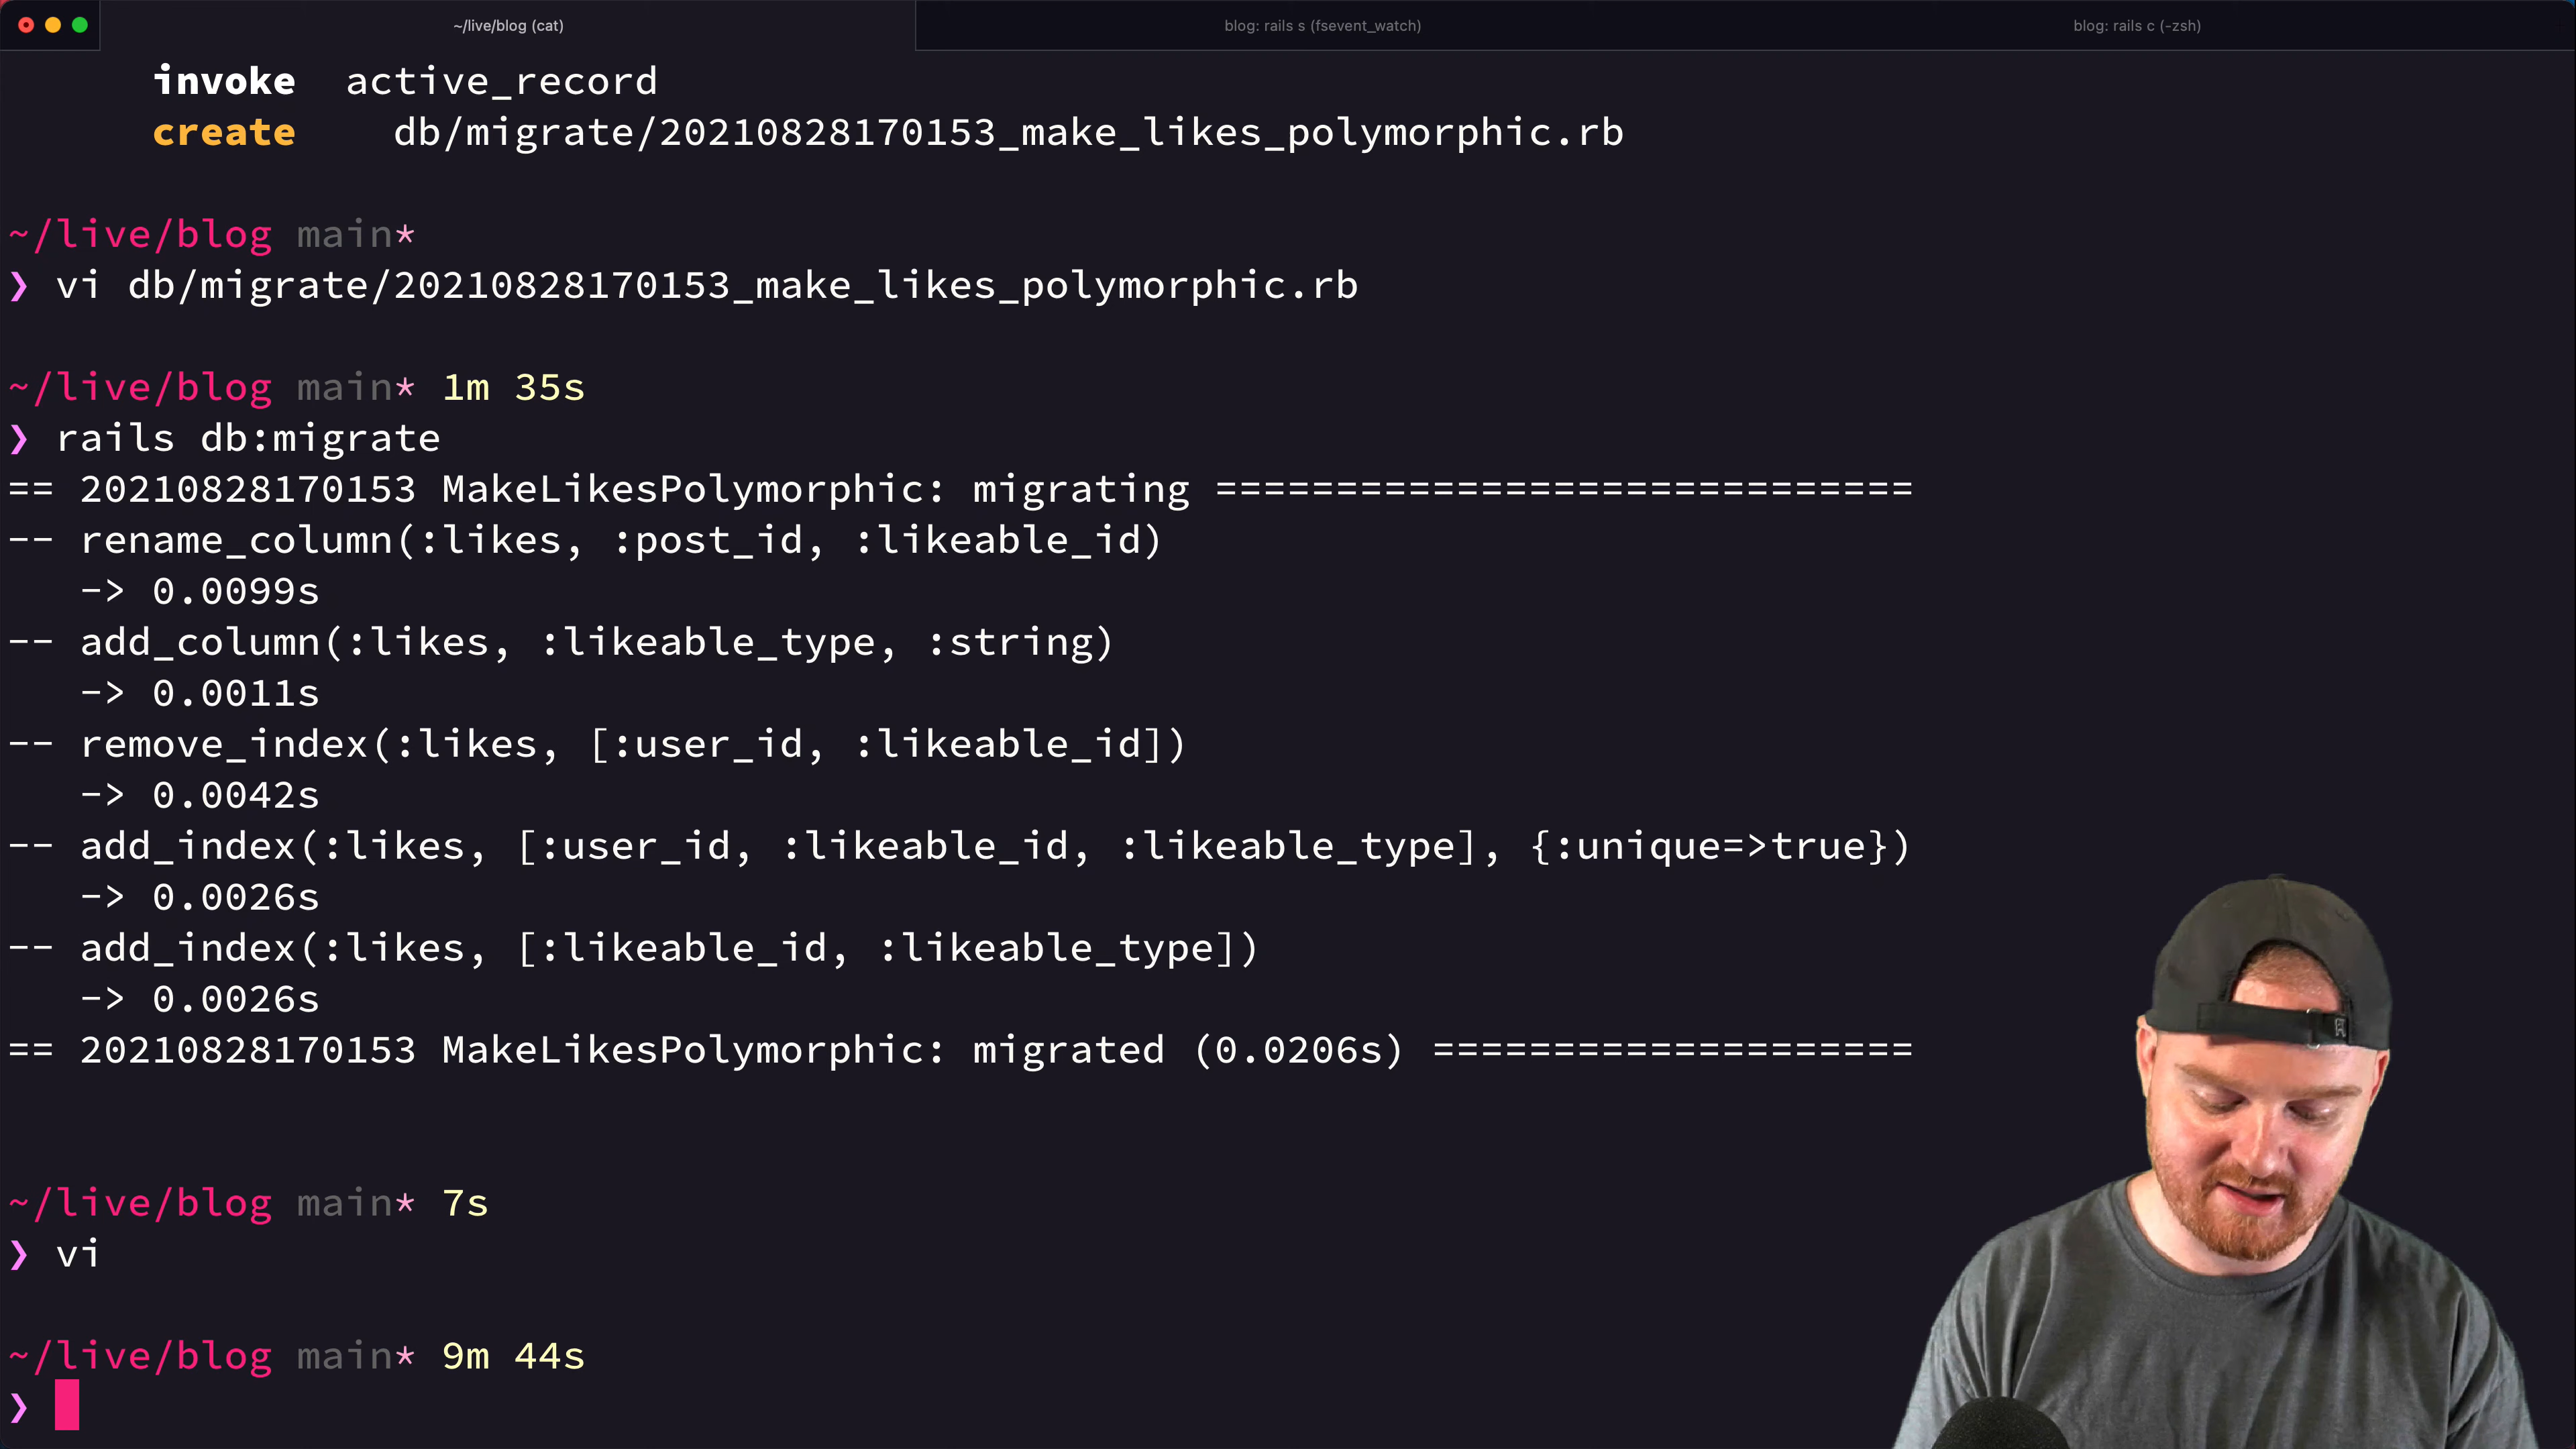 ~/live/blog (cat)
blog: rails s (fsevent_watch)
blog: rails c (-zsh)
invoke active_record
create db/migrate/20210828170153_make_likes_polymorphic.rb
~/live/blog main*
❯ vi db/migrate/20210828170153_make_likes_polymorphic.rb
~/live/blog main* 1m 35s
❯ rails db:migrate
== 20210828170153 MakeLikesPolymorphic: migrating =============================
-- rename_column(:likes, :post_id, :likeable_id)
-> 0.0099s
-- add_column(:likes, :likeable_type, :string)
-> 0.0011s
-- remove_index(:likes, [:user_id, :likeable_id])
-> 0.0042s
-- add_index(:likes, [:user_id, :likeable_id, :likeable_type], {:unique=>true})
-> 0.0026s
-- add_index(:likes, [:likeable_id, :likeable_type])
-> 0.0026s
== 20210828170153 MakeLikesPolymorphic: migrated (0.0206s) ====================
~/live/blog main* 7s
❯ vi
~/live/blog main* 9m 44s
❯